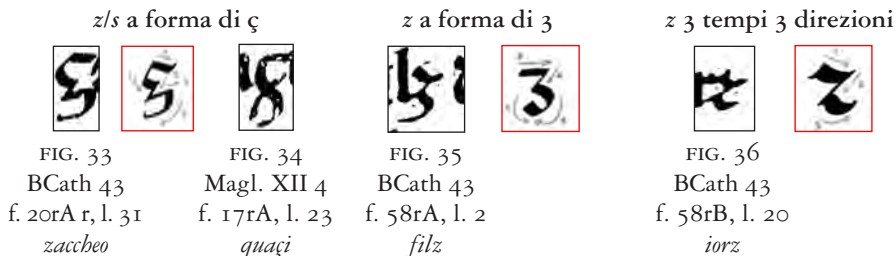 z/s a forma di ç z a forma di 3 z 3 tempi 3 direzioni
FIG. 33 FIG. 34 FIG. 35 FIG. 36
BCath 43 Magl. XII 4 BCath 43 BCath 43
f. 20rA r, l. 31 f. 17rA, l. 23 f. 58rA, l. 2 f. 58rB, l. 20
zaccheo quaçi filz iorz